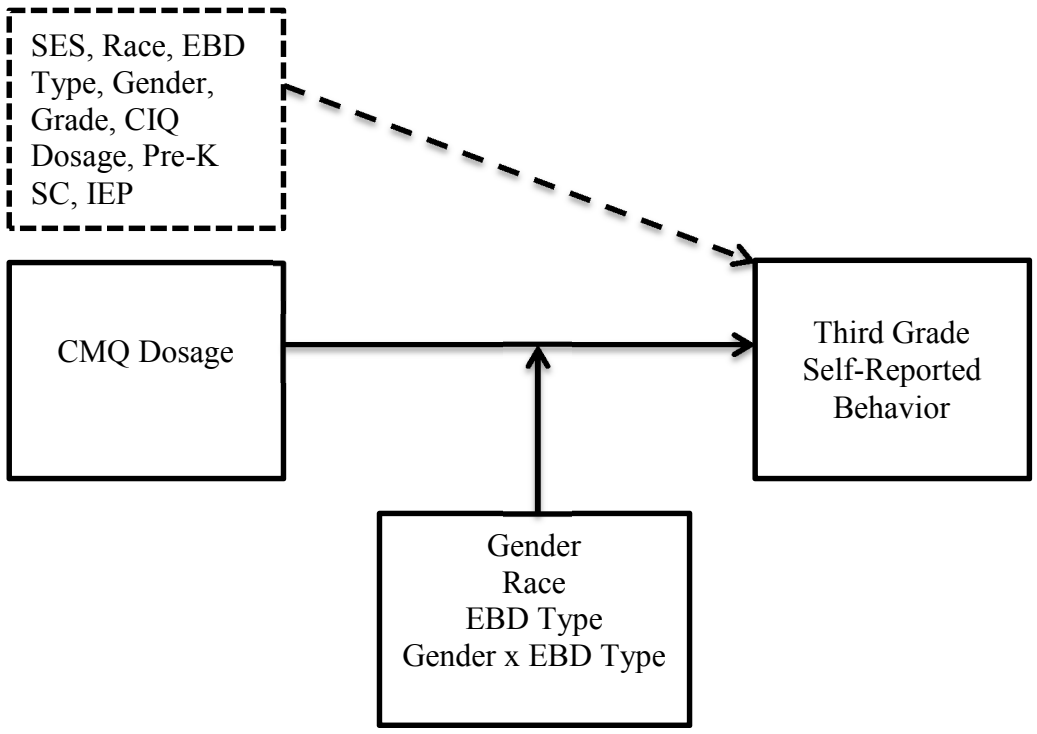 SES, Race, EBD
Type, Gender,
Grade, CIQ
Dosage, Pre-K
SC, IEP
CMQ Dosage
Third Grade
Self-Reported
Behavior
Gender
Race
EBD Type
Gender x EBD Type